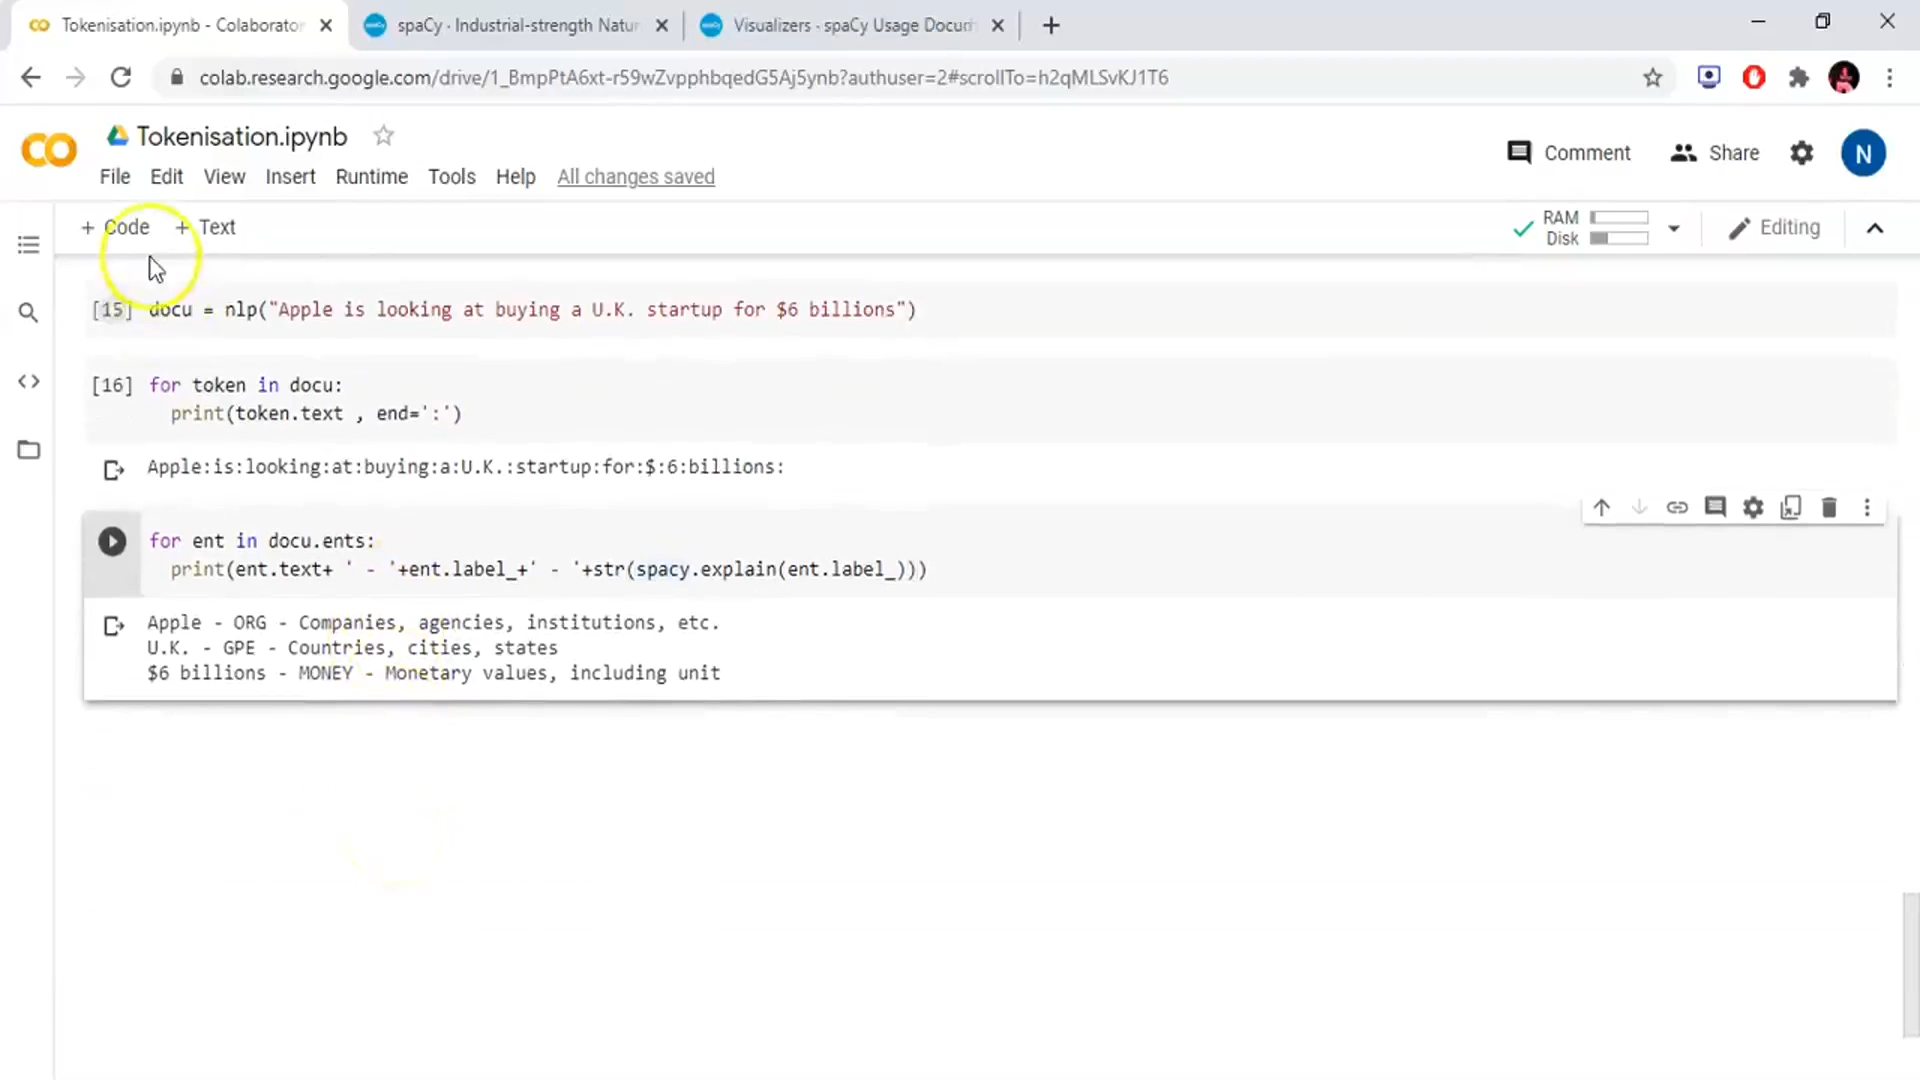 Tokenisation.ipynb - Colaborator
spaCy · Industrial-strength Natur
Visualizers · spaCy Usage Docum
colab.research.google.com/drive/1_BmpPtA6xt-r59wZvpphbqedG5Aj5ynb?authuser=2#scrollTo=h2qMLSvKJ1T6
Tokenisation.ipynb
Comment
Share
N
File Edit View Insert Runtime Tools Help All changes saved
+ Code + Text
RAM
Disk
Editing
[15] docu = nlp("Apple is looking at buying a U.K. startup for $6 billions")
[16] for token in docu:
print(token.text , end=':')
Apple:is:looking:at:buying:a:U.K.:startup:for:$:6:billions:
for ent in docu.ents:
print(ent.text+ ' - '+ent.label_+' - '+str(spacy.explain(ent.label_)))
Apple - ORG - Companies, agencies, institutions, etc.
U.K. - GPE - Countries, cities, states
$6 billions - MONEY - Monetary values, including unit